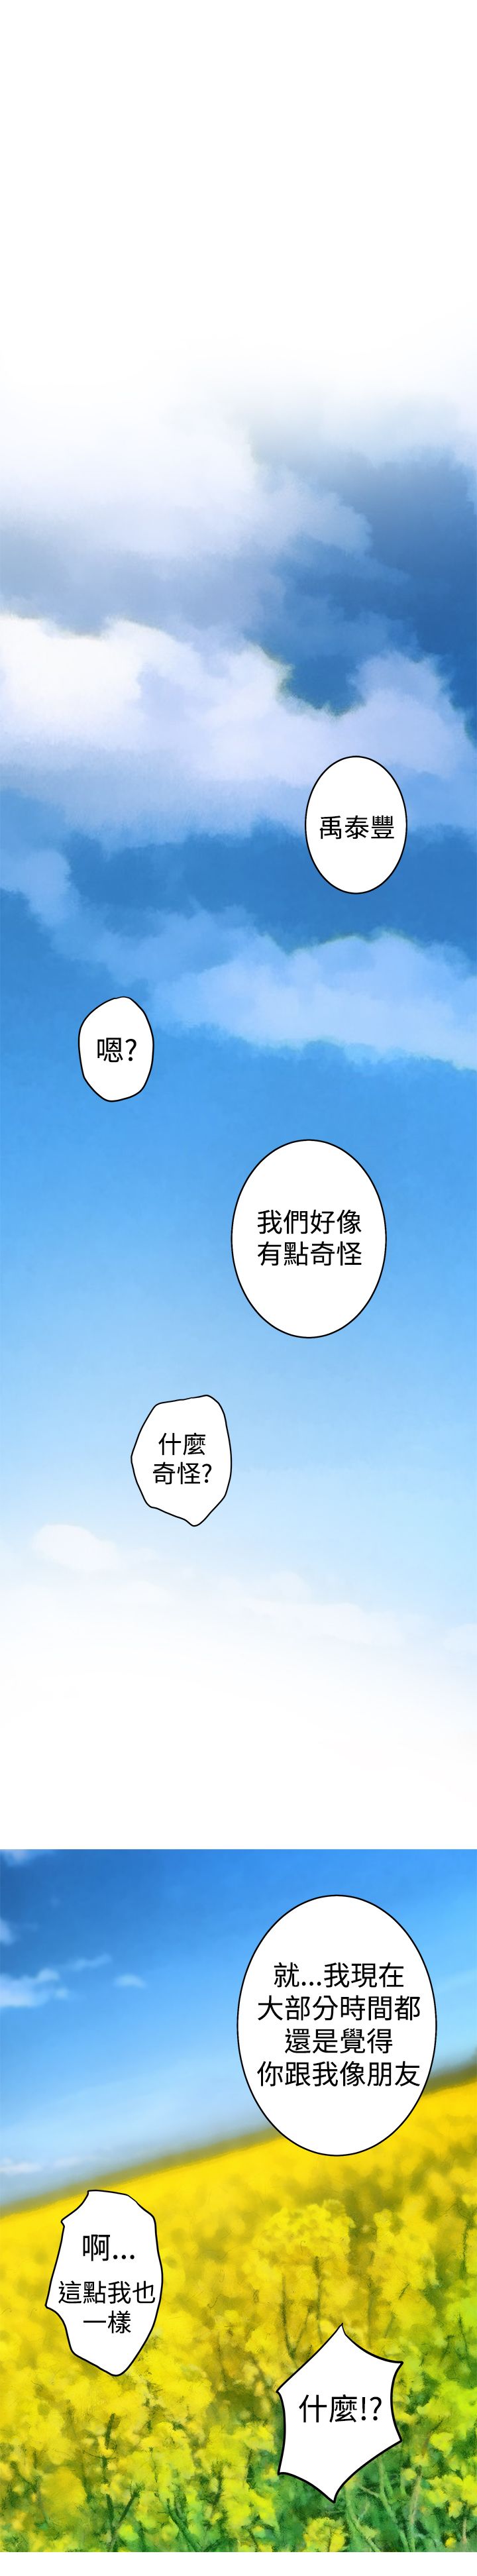 禹泰豐
嗯?
我們好像
有點奇怪
什麼
奇怪?
就...我現在
大部分時間都
還是覺得
你跟我像朋友
啊...
這點我也
一樣
什麼!?